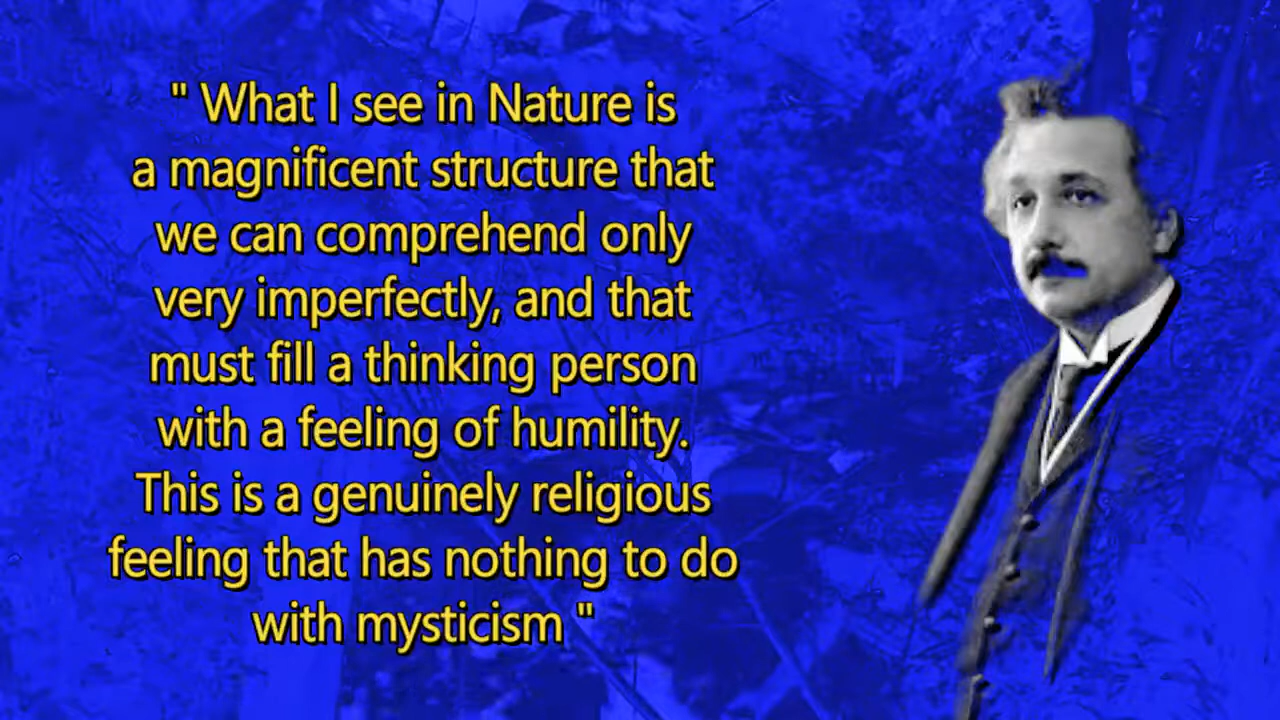 " What I see in Nature is
a magnificent structure that
we can comprehend only
very imperfectly, and that
must fill a thinking person
with a feeling of humility.
This is a genuinely religious
feeling that has nothing to do
with mysticism "